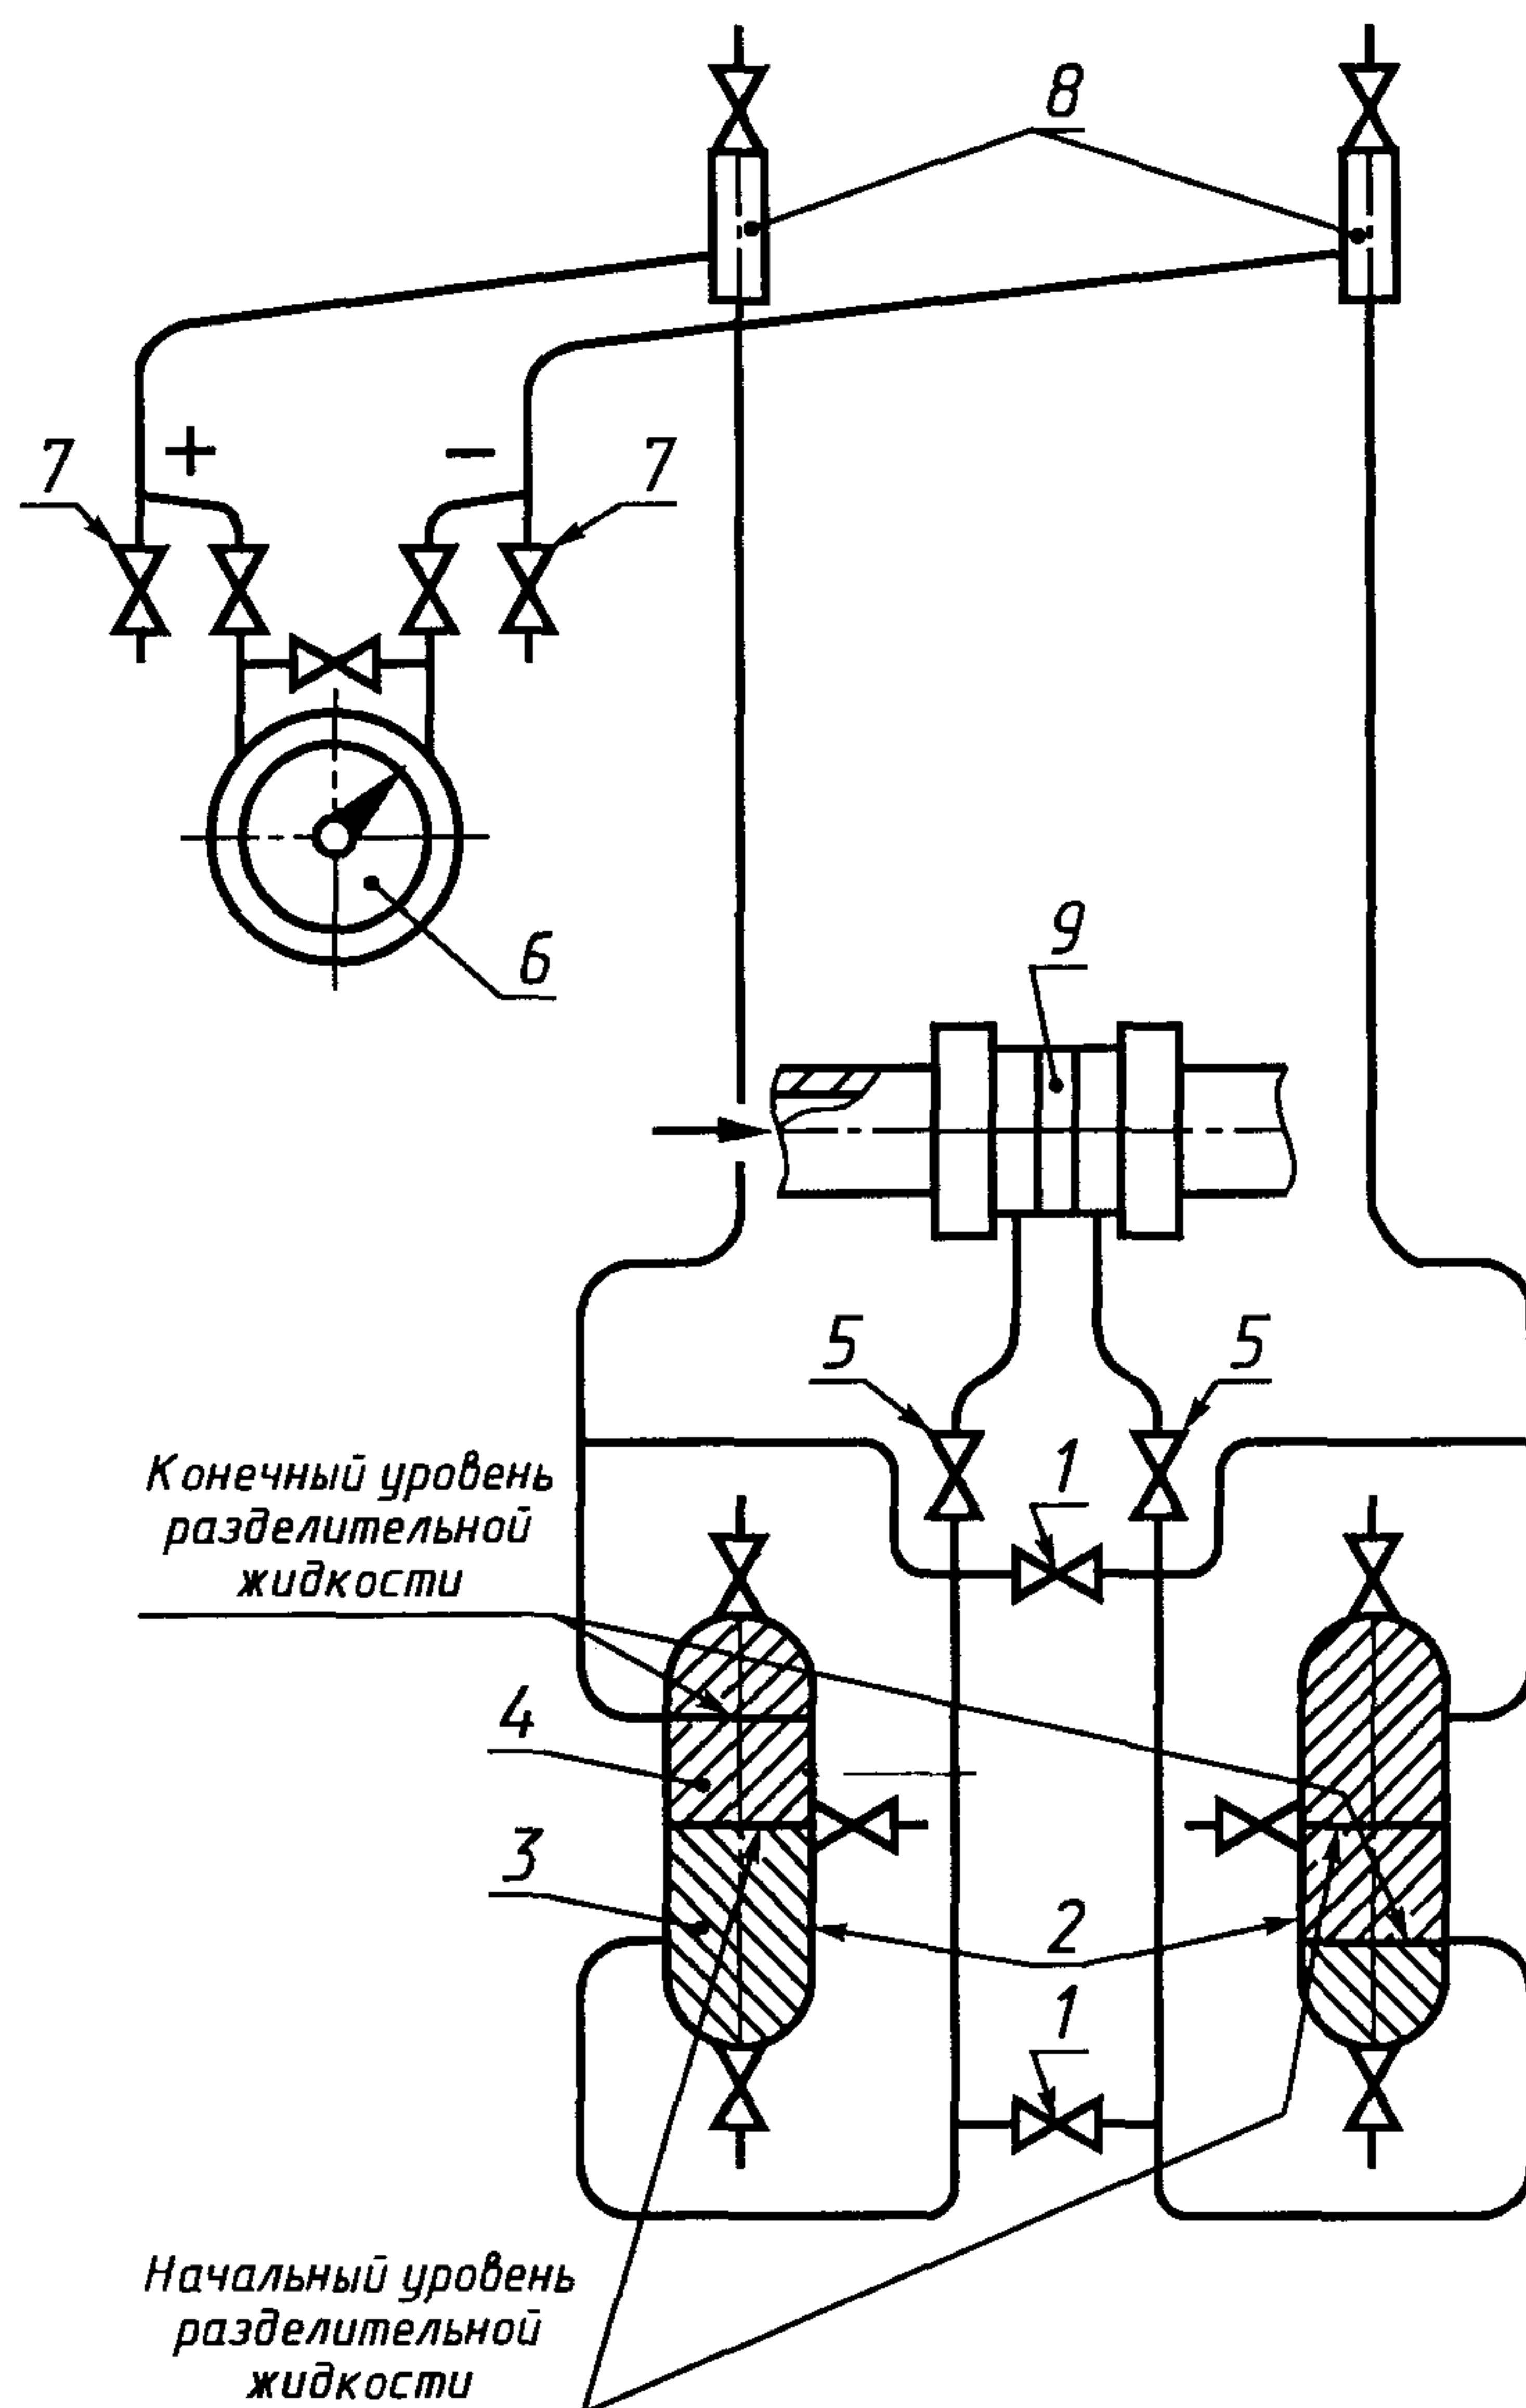 8
7
+
−
7
6
9
5
5
1
Конечный уровень
разделительной
жидкости
4
3
2
1
Начальный уровень
разделительной
жидкости